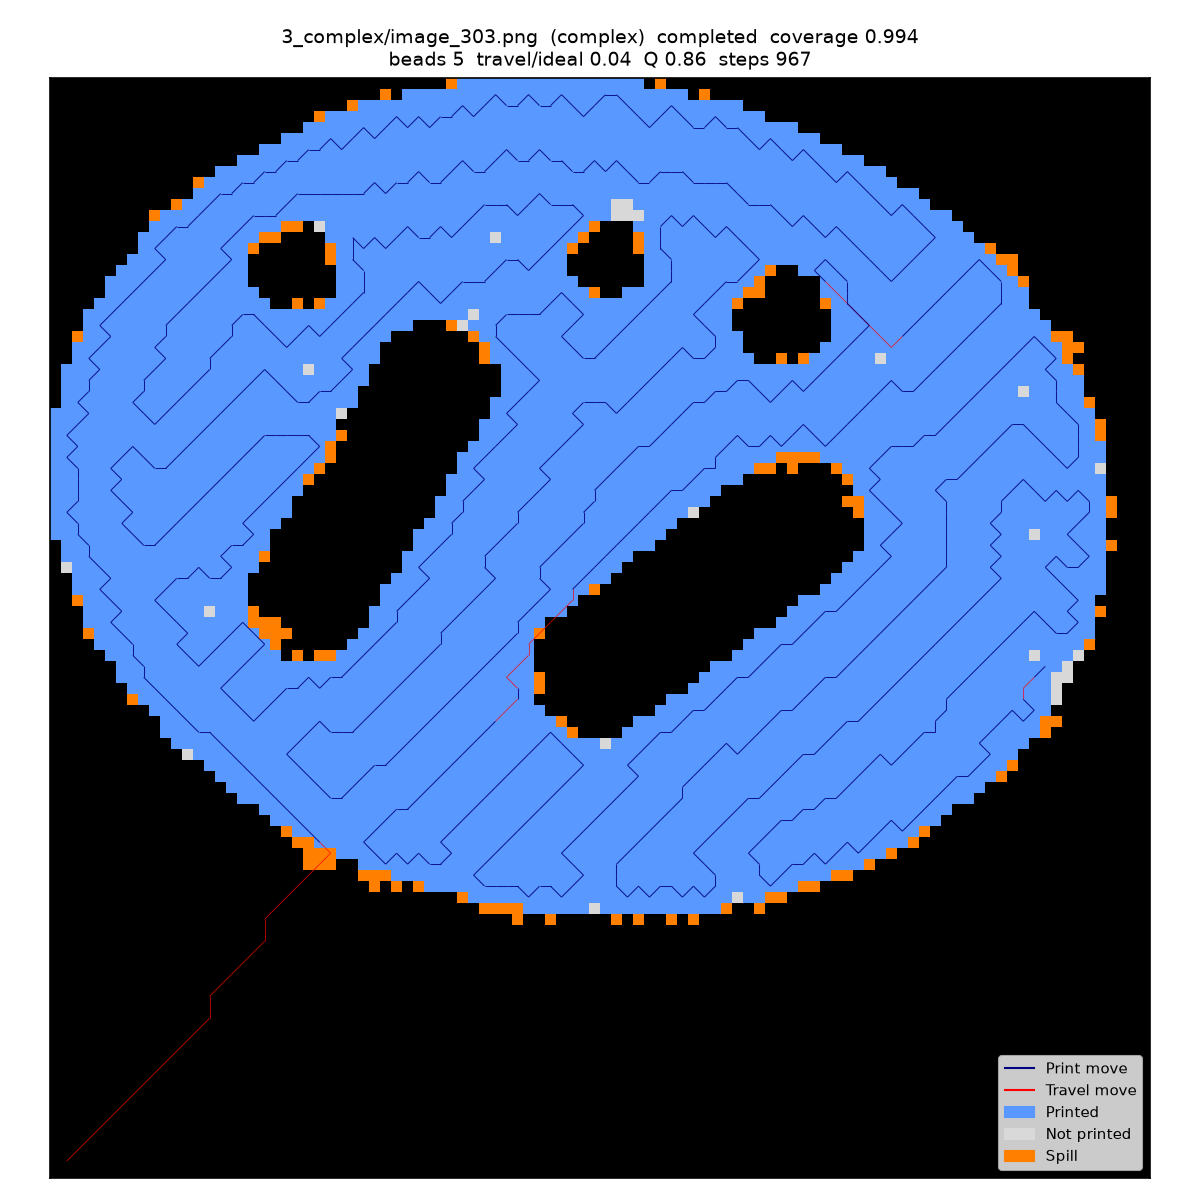 3_complex/image_303.png  (complex)  completed  coverage 0.994
beads 5  travel/ideal 0.04  Q 0.86  steps 967
Print move
Travel move
Printed
Not printed
Spill